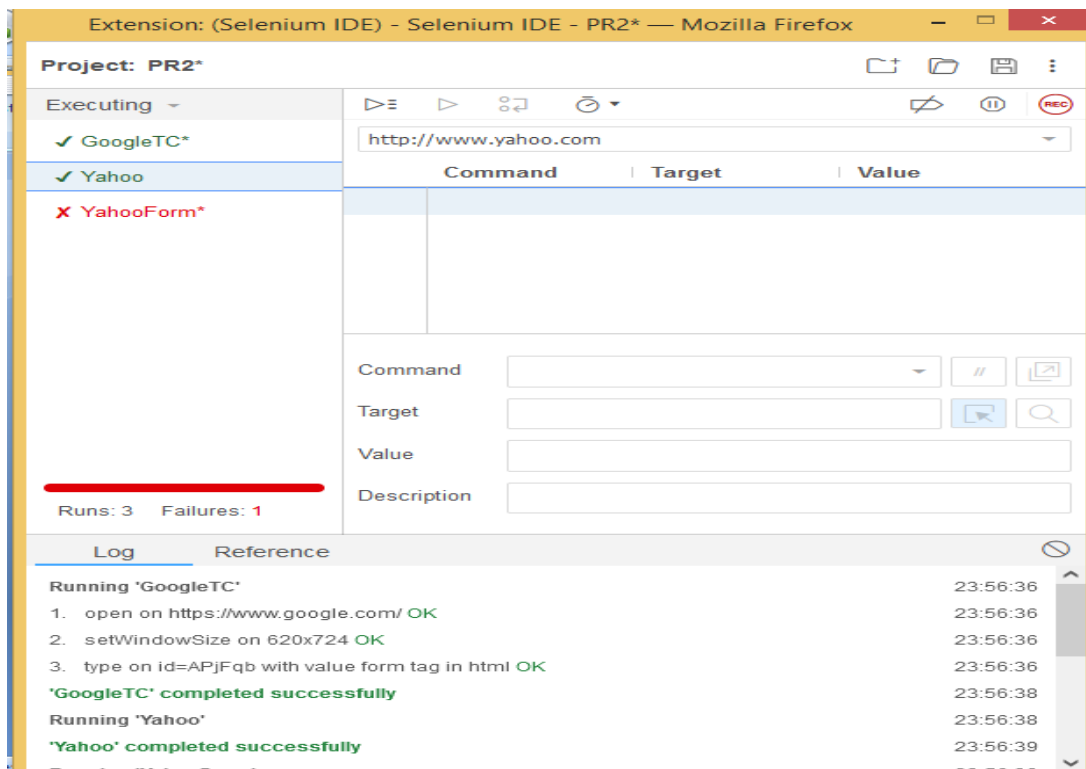 Extension: (Selenium IDE) - Selenium IDE - PR2* — Mozilla Firefox
Project: PR2*
Executing
✓ GoogleTC*
✓ Yahoo
✗ YahooForm*
Runs: 3 Failures: 1
REC
http://www.yahoo.com
Command Target Value
Command
//
Target
Value
Description
Log Reference
Running 'GoogleTC' 23:56:36
1. open on https://www.google.com/ OK 23:56:36
2. setWindowSize on 620x724 OK 23:56:36
3. type on id=APjFqb with value form tag in html OK 23:56:36
'GoogleTC' completed successfully 23:56:38
Running 'Yahoo' 23:56:38
'Yahoo' completed successfully 23:56:39